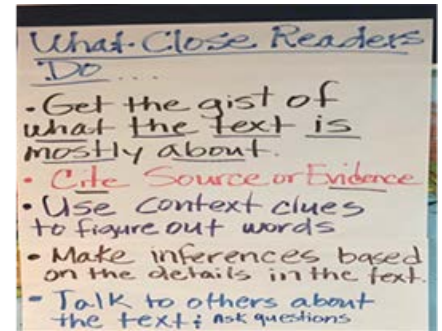 What Close Readers
Do ...
• Get the gist of
what the text is
mostly about.
• Cite Source or Evidence
• Use context clues
to figure out words
• Make inferences based
on the details in the text.
• Talk to others about
the text; Ask questions